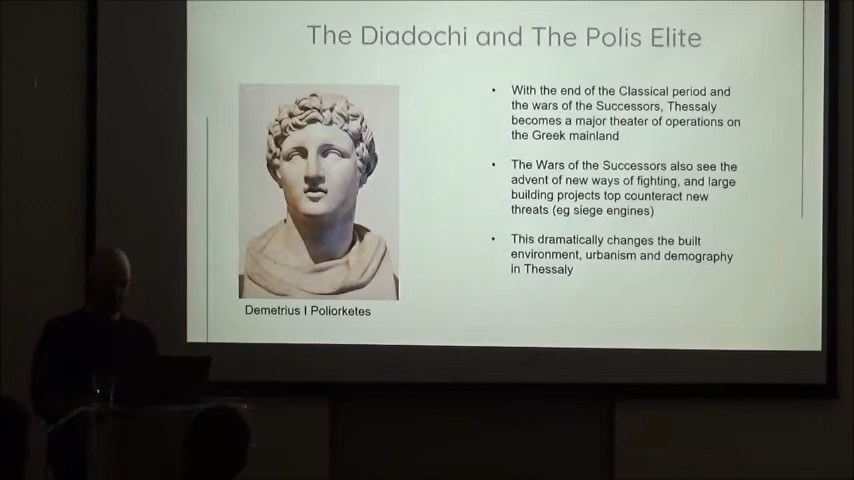 The Diadochi and The Polis Elite
• With the end of the Classical period and
the wars of the Successors, Thessaly
becomes a major theater of operations on
the Greek mainland
• The Wars of the Successors also see the
advent of new ways of fighting, and large
building projects top counteract new
threats (eg siege engines)
• This dramatically changes the built
environment, urbanism and demography
in Thessaly
Demetrius I Poliorketes